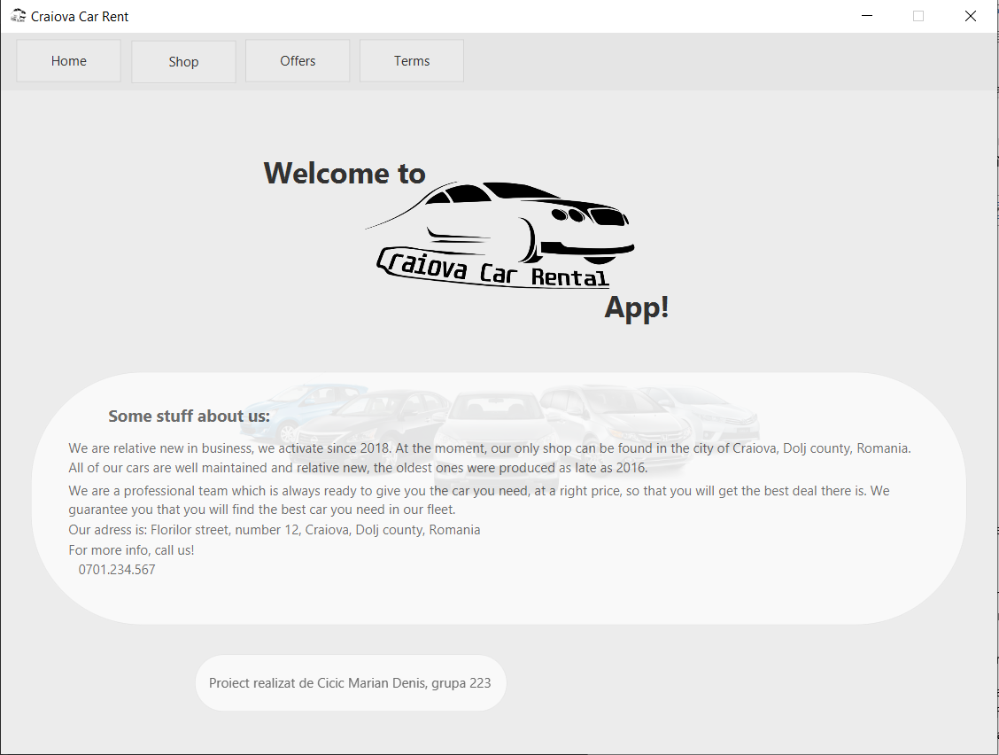 Craiova Car Rent
Home
Shop
Offers
Terms
Welcome to
Craiova Car Rental
App!
Some stuff about us:
We are relative new in business, we activate since 2018. At the moment, our only shop can be found in the city of Craiova, Dolj county, Romania.
All of our cars are well maintained and relative new, the oldest ones were produced as late as 2016.
We are a professional team which is always ready to give you the car you need, at a right price, so that you will get the best deal there is. We
guarantee you that you will find the best car you need in our fleet.
Our adress is: Florilor street, number 12, Craiova, Dolj county, Romania
For more info, call us!
0701.234.567
Proiect realizat de Cicic Marian Denis, grupa 223